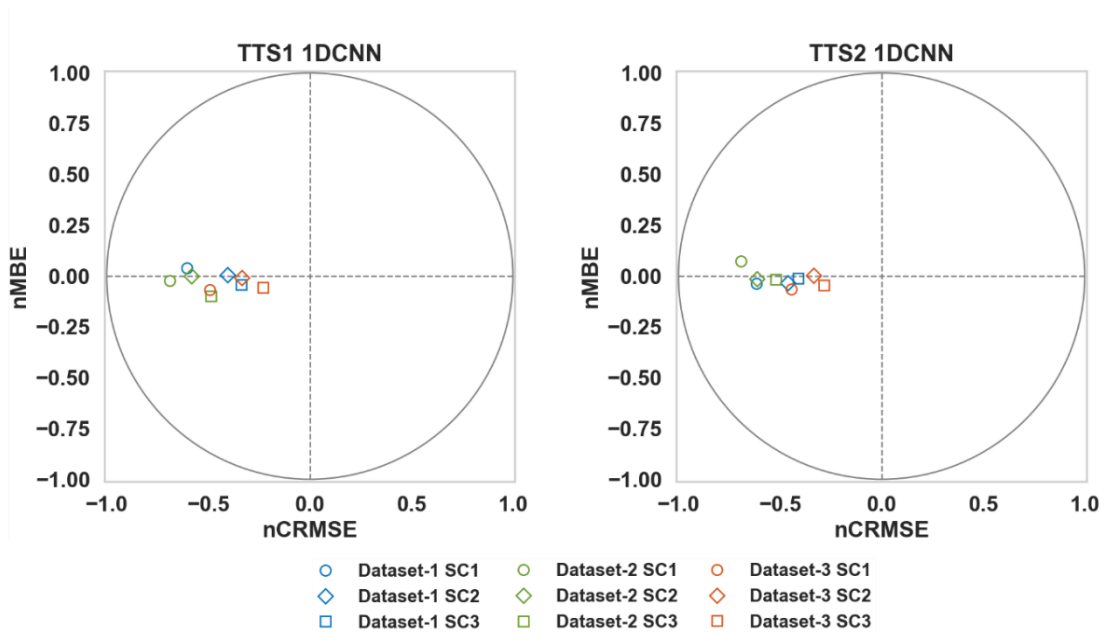 TTS1 1DCNN
1.00
0.75
0.50
0.25
0.00
−0.25
−0.50
−0.75
−1.00
nMBE
−1.0 −0.5 0.0 0.5 1.0
nCRMSE
TTS2 1DCNN
1.00
0.75
0.50
0.25
0.00
−0.25
−0.50
−0.75
−1.00
nMBE
−1.0 −0.5 0.0 0.5 1.0
nCRMSE
Dataset-1 SC1 Dataset-2 SC1 Dataset-3 SC1
Dataset-1 SC2 Dataset-2 SC2 Dataset-3 SC2
Dataset-1 SC3 Dataset-2 SC3 Dataset-3 SC3